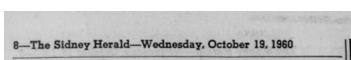 8—The Sidney Herald—Wednesday, October 19, 1960